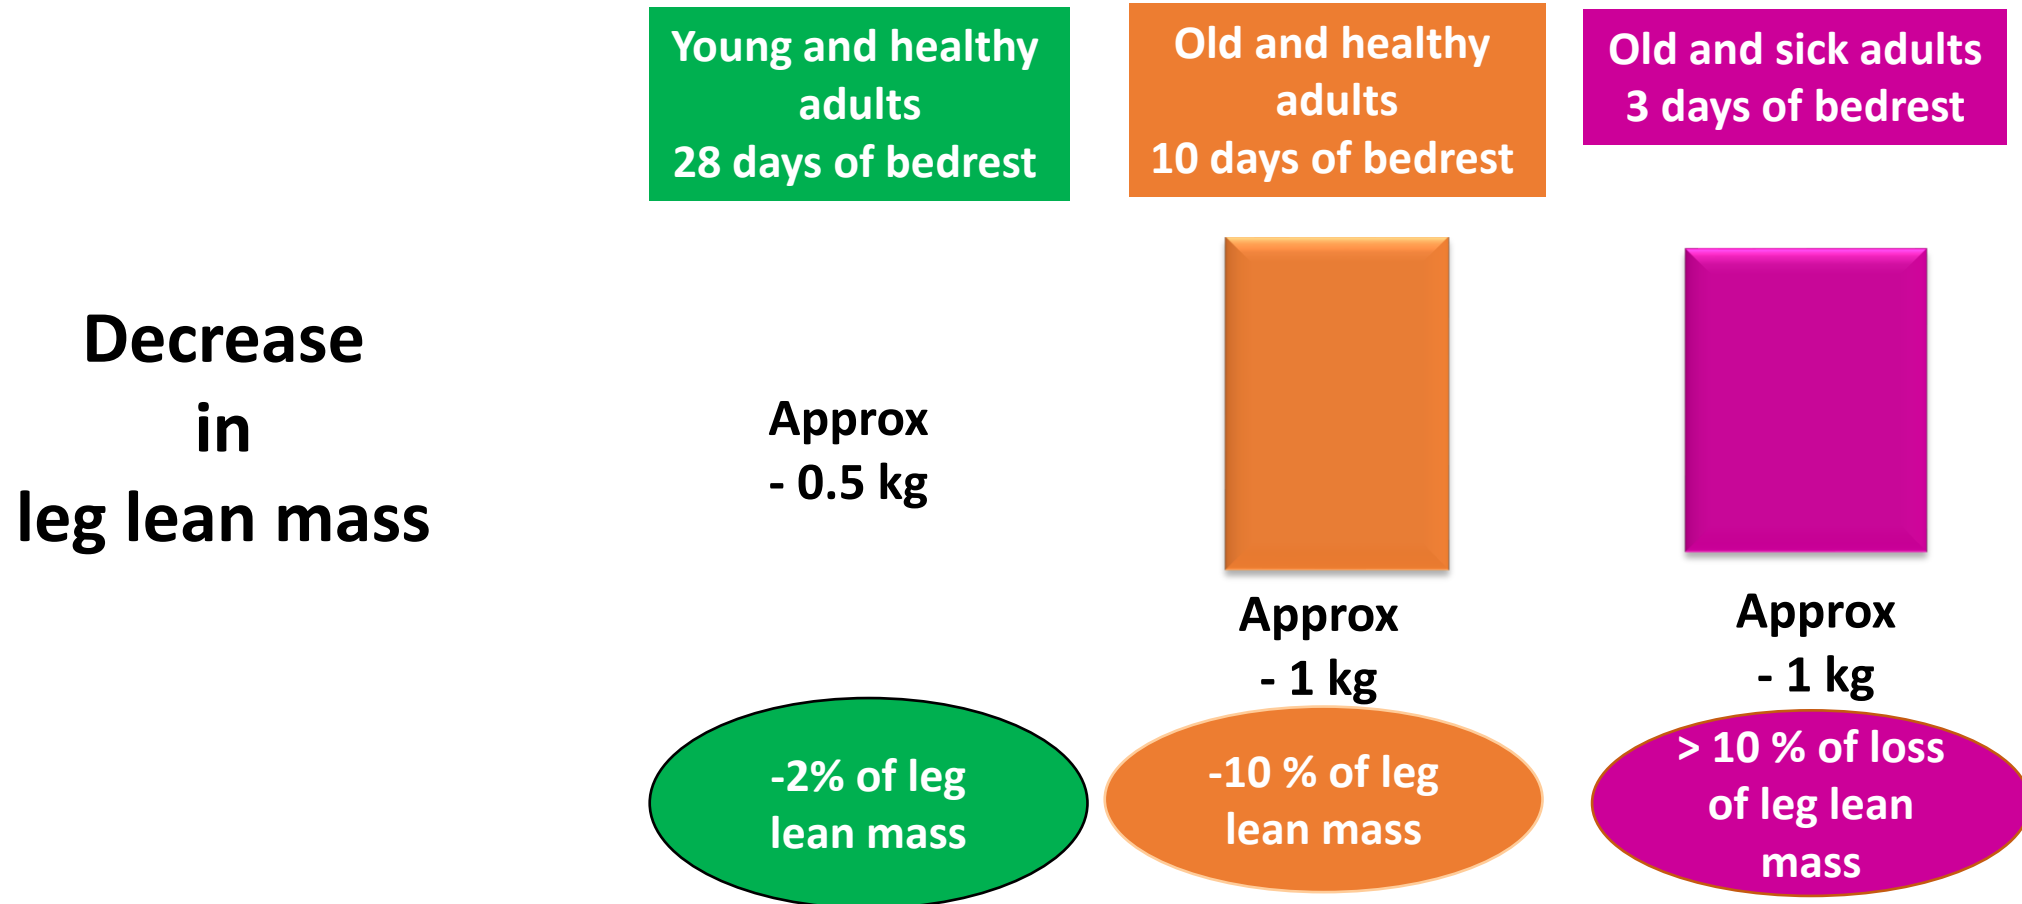 Young and healthy
adults
28 days of bedrest
Old and healthy
adults
10 days of bedrest
Old and sick adults
3 days of bedrest
Decrease
in
leg lean mass
Approx
- 0.5 kg
Approx
- 1 kg
Approx
- 1 kg
-2% of leg
lean mass
-10 % of leg
lean mass
> 10 % of loss
of leg lean
mass